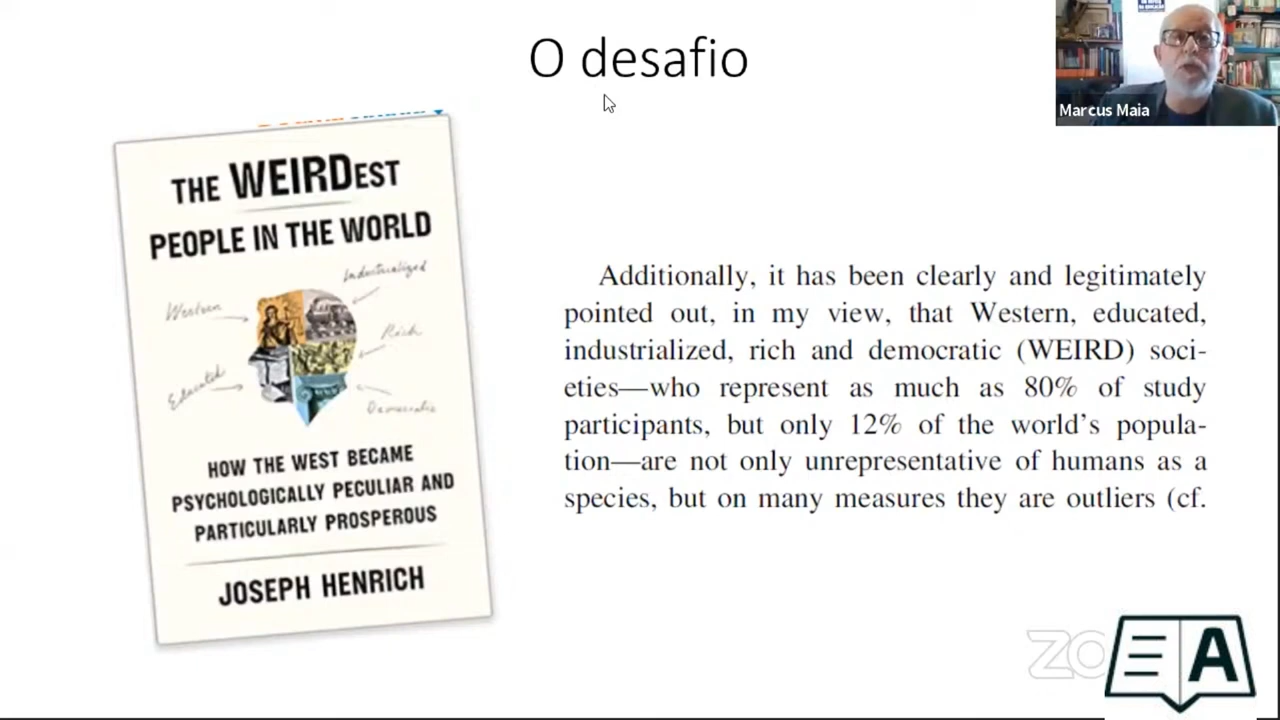 O desafio
Marcus Maia
THE WEIRDEST
PEOPLE IN THE WORLD
Industrialized
Western
Rich
Educated
Democratic
HOW THE WEST BECAME
PSYCHOLOGICALLY PECULIAR AND
PARTICULARLY PROSPEROUS
JOSEPH HENRICH
Additionally, it has been clearly and legitimately
pointed out, in my view, that Western, educated,
industrialized, rich and democratic (WEIRD) soci-
eties—who represent as much as 80% of study
participants, but only 12% of the world's popula-
tion—are not only unrepresentative of humans as a
species, but on many measures they are outliers (cf.
ZO
A